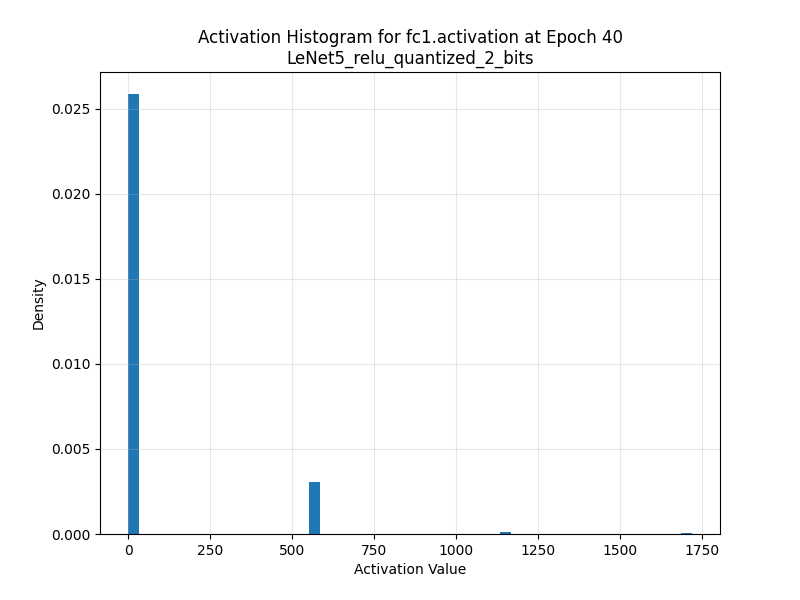 Activation Histogram for fc1.activation at Epoch 40
LeNet5_relu_quantized_2_bits
0.025
0.020
0.015
0.010
0.005
0.000
Density
0 250 500 750 1000 1250 1500 1750
Activation Value